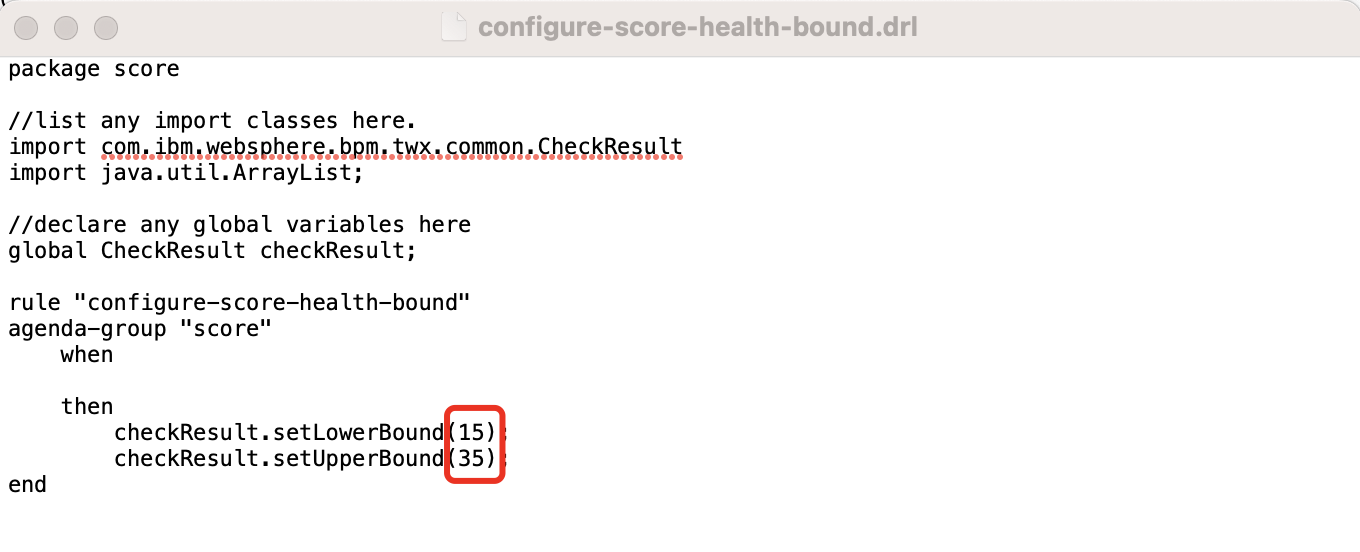 configure-score-health-bound.drl
package score
//list any import classes here.
import com.ibm.websphere.bpm.twx.common.CheckResult
import java.util.ArrayList;
//declare any global variables here
global CheckResult checkResult;
rule "configure-score-health-bound"
agenda-group "score"
    when
    then
        checkResult.setLowerBound(15);
        checkResult.setUpperBound(35);
end